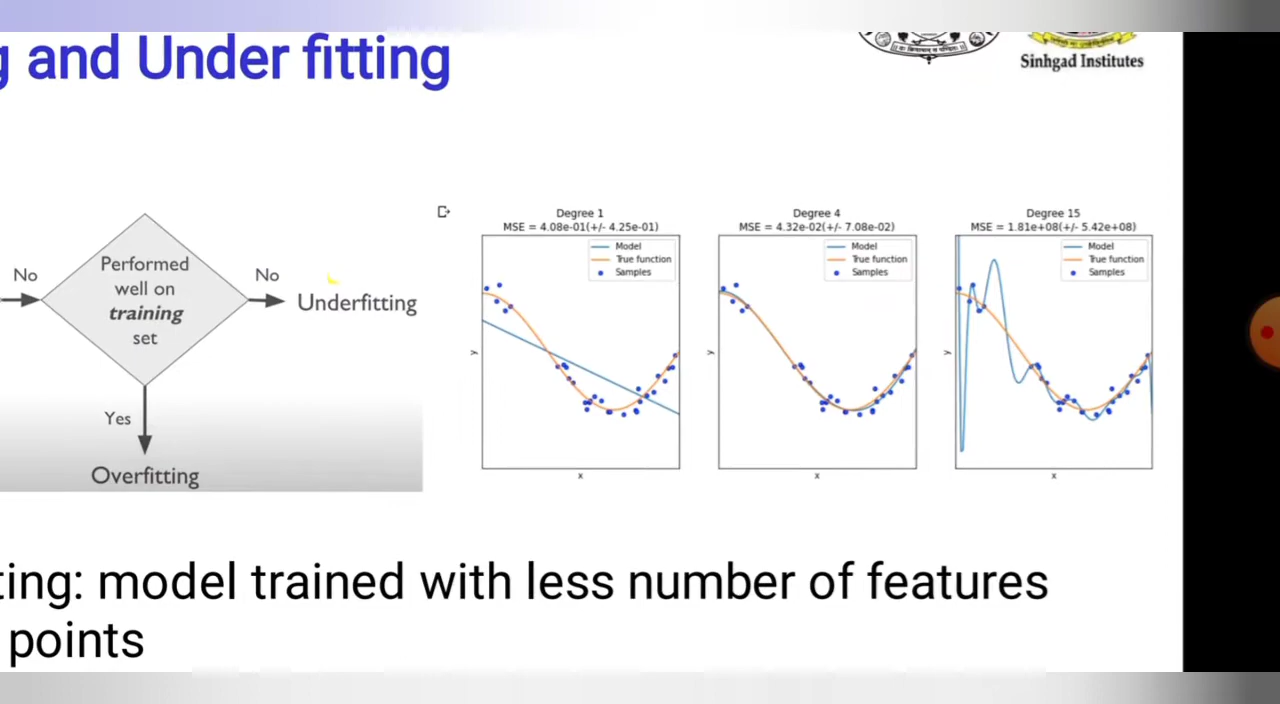 g and Under fitting
Sinhgad Institutes
No
Performed
well on
training
set
No
Underfitting
Yes
Overfitting
Degree 1
MSE = 4.08e-01(+/- 4.25e-01)
Model
True function
Samples
y
x
Degree 4
MSE = 4.32e-02(+/- 7.08e-02)
Model
True function
Samples
y
x
Degree 15
MSE = 1.81e+08(+/- 5.42e+08)
Model
True function
Samples
y
x
ting: model trained with less number of features
points